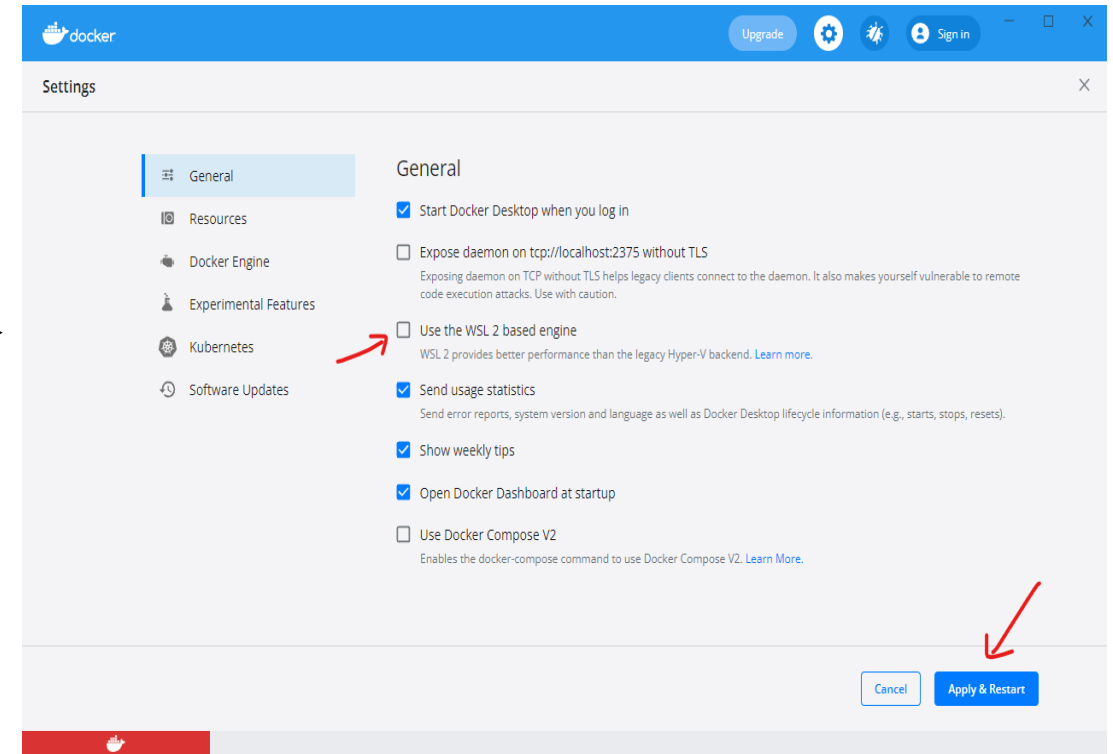 docker
Upgrade
Sign in
Settings
General
Resources
Docker Engine
Experimental Features
Kubernetes
Software Updates
General
Start Docker Desktop when you log in
Expose daemon on tcp://localhost:2375 without TLS
Exposing daemon on TCP without TLS helps legacy clients connect to the daemon. It also makes yourself vulnerable to remote
code execution attacks. Use with caution.
Use the WSL 2 based engine
WSL 2 provides better performance than the legacy Hyper-V backend. Learn more.
Send usage statistics
Send error reports, system version and language as well as Docker Desktop lifecycle information (e.g., starts, stops, resets).
Show weekly tips
Open Docker Dashboard at startup
Use Docker Compose V2
Enables the docker-compose command to use Docker Compose V2. Learn More.
Cancel
Apply & Restart